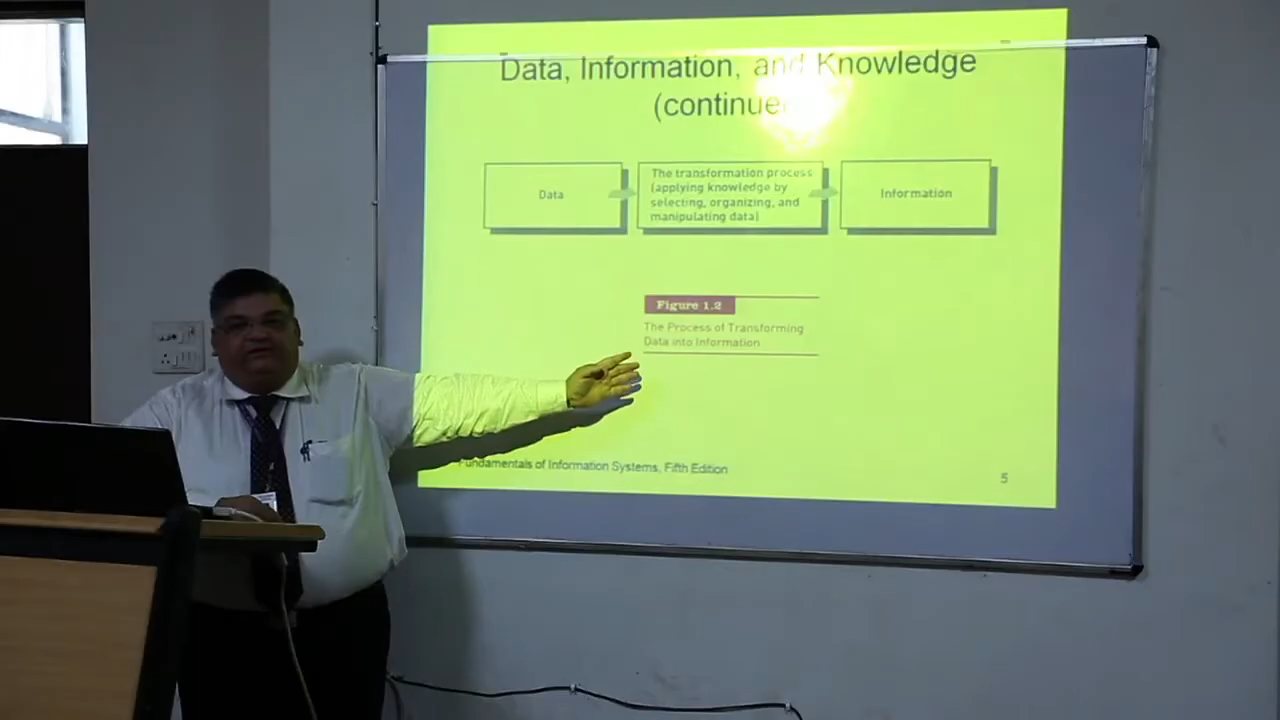 Data, Information, and Knowledge
(continued)
Data
The transformation process
(applying knowledge by
selecting, organizing, and
manipulating data)
Information
Figure 1.2
The Process of Transforming
Data into Information
Fundamentals of Information Systems, Fifth Edition
5